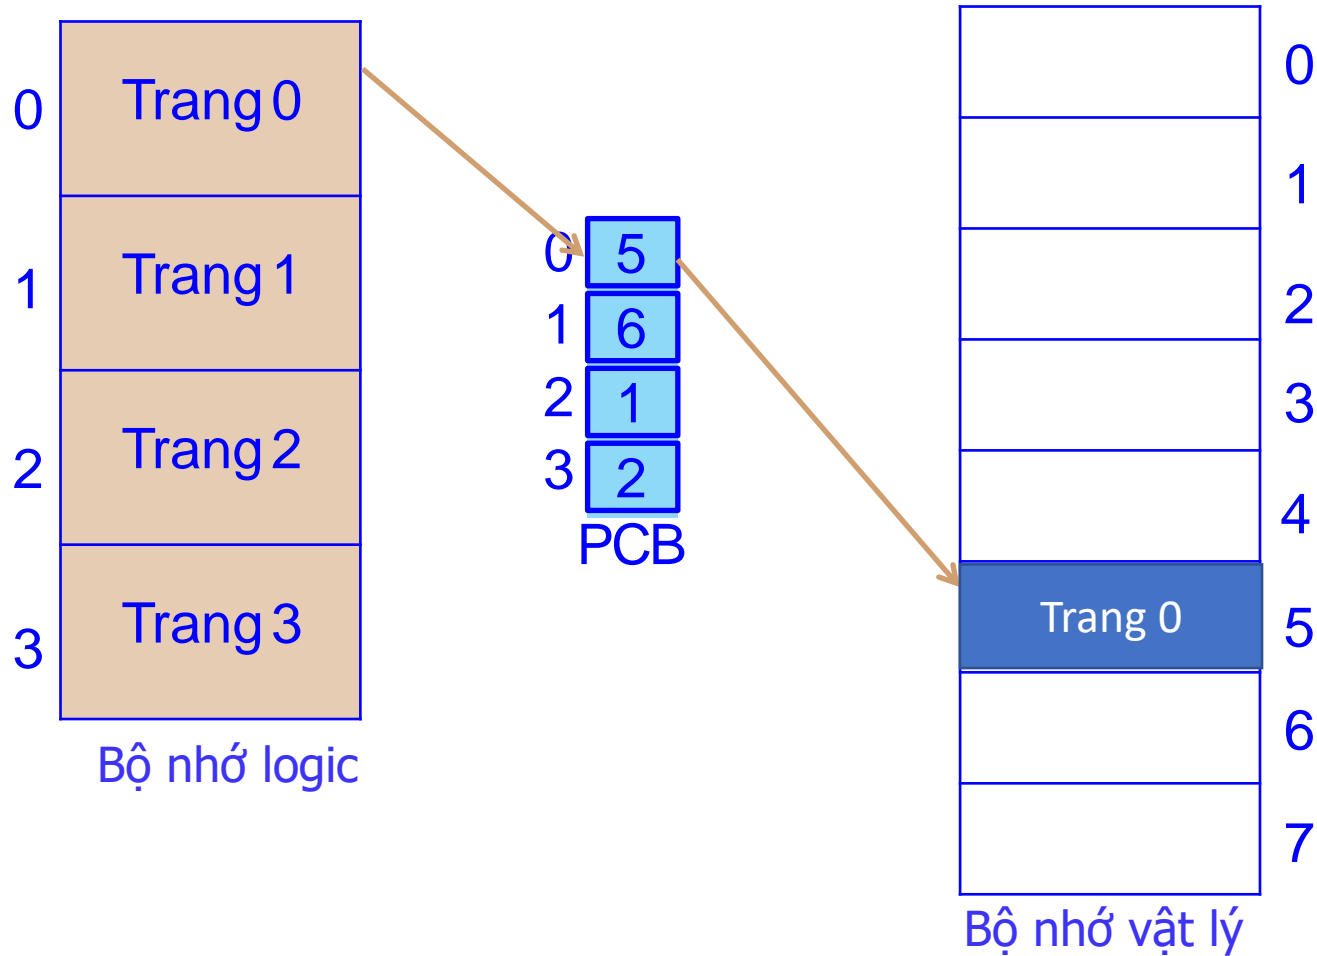 0
Trang 0
1
Trang 1
2
Trang 2
3
Trang 3
Bộ nhớ logic
0 5
1 6
2 1
3 2
PCB
0
1
2
3
4
Trang 0 5
6
7
Bộ nhớ vật lý